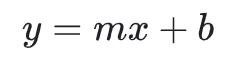 y = mx + b